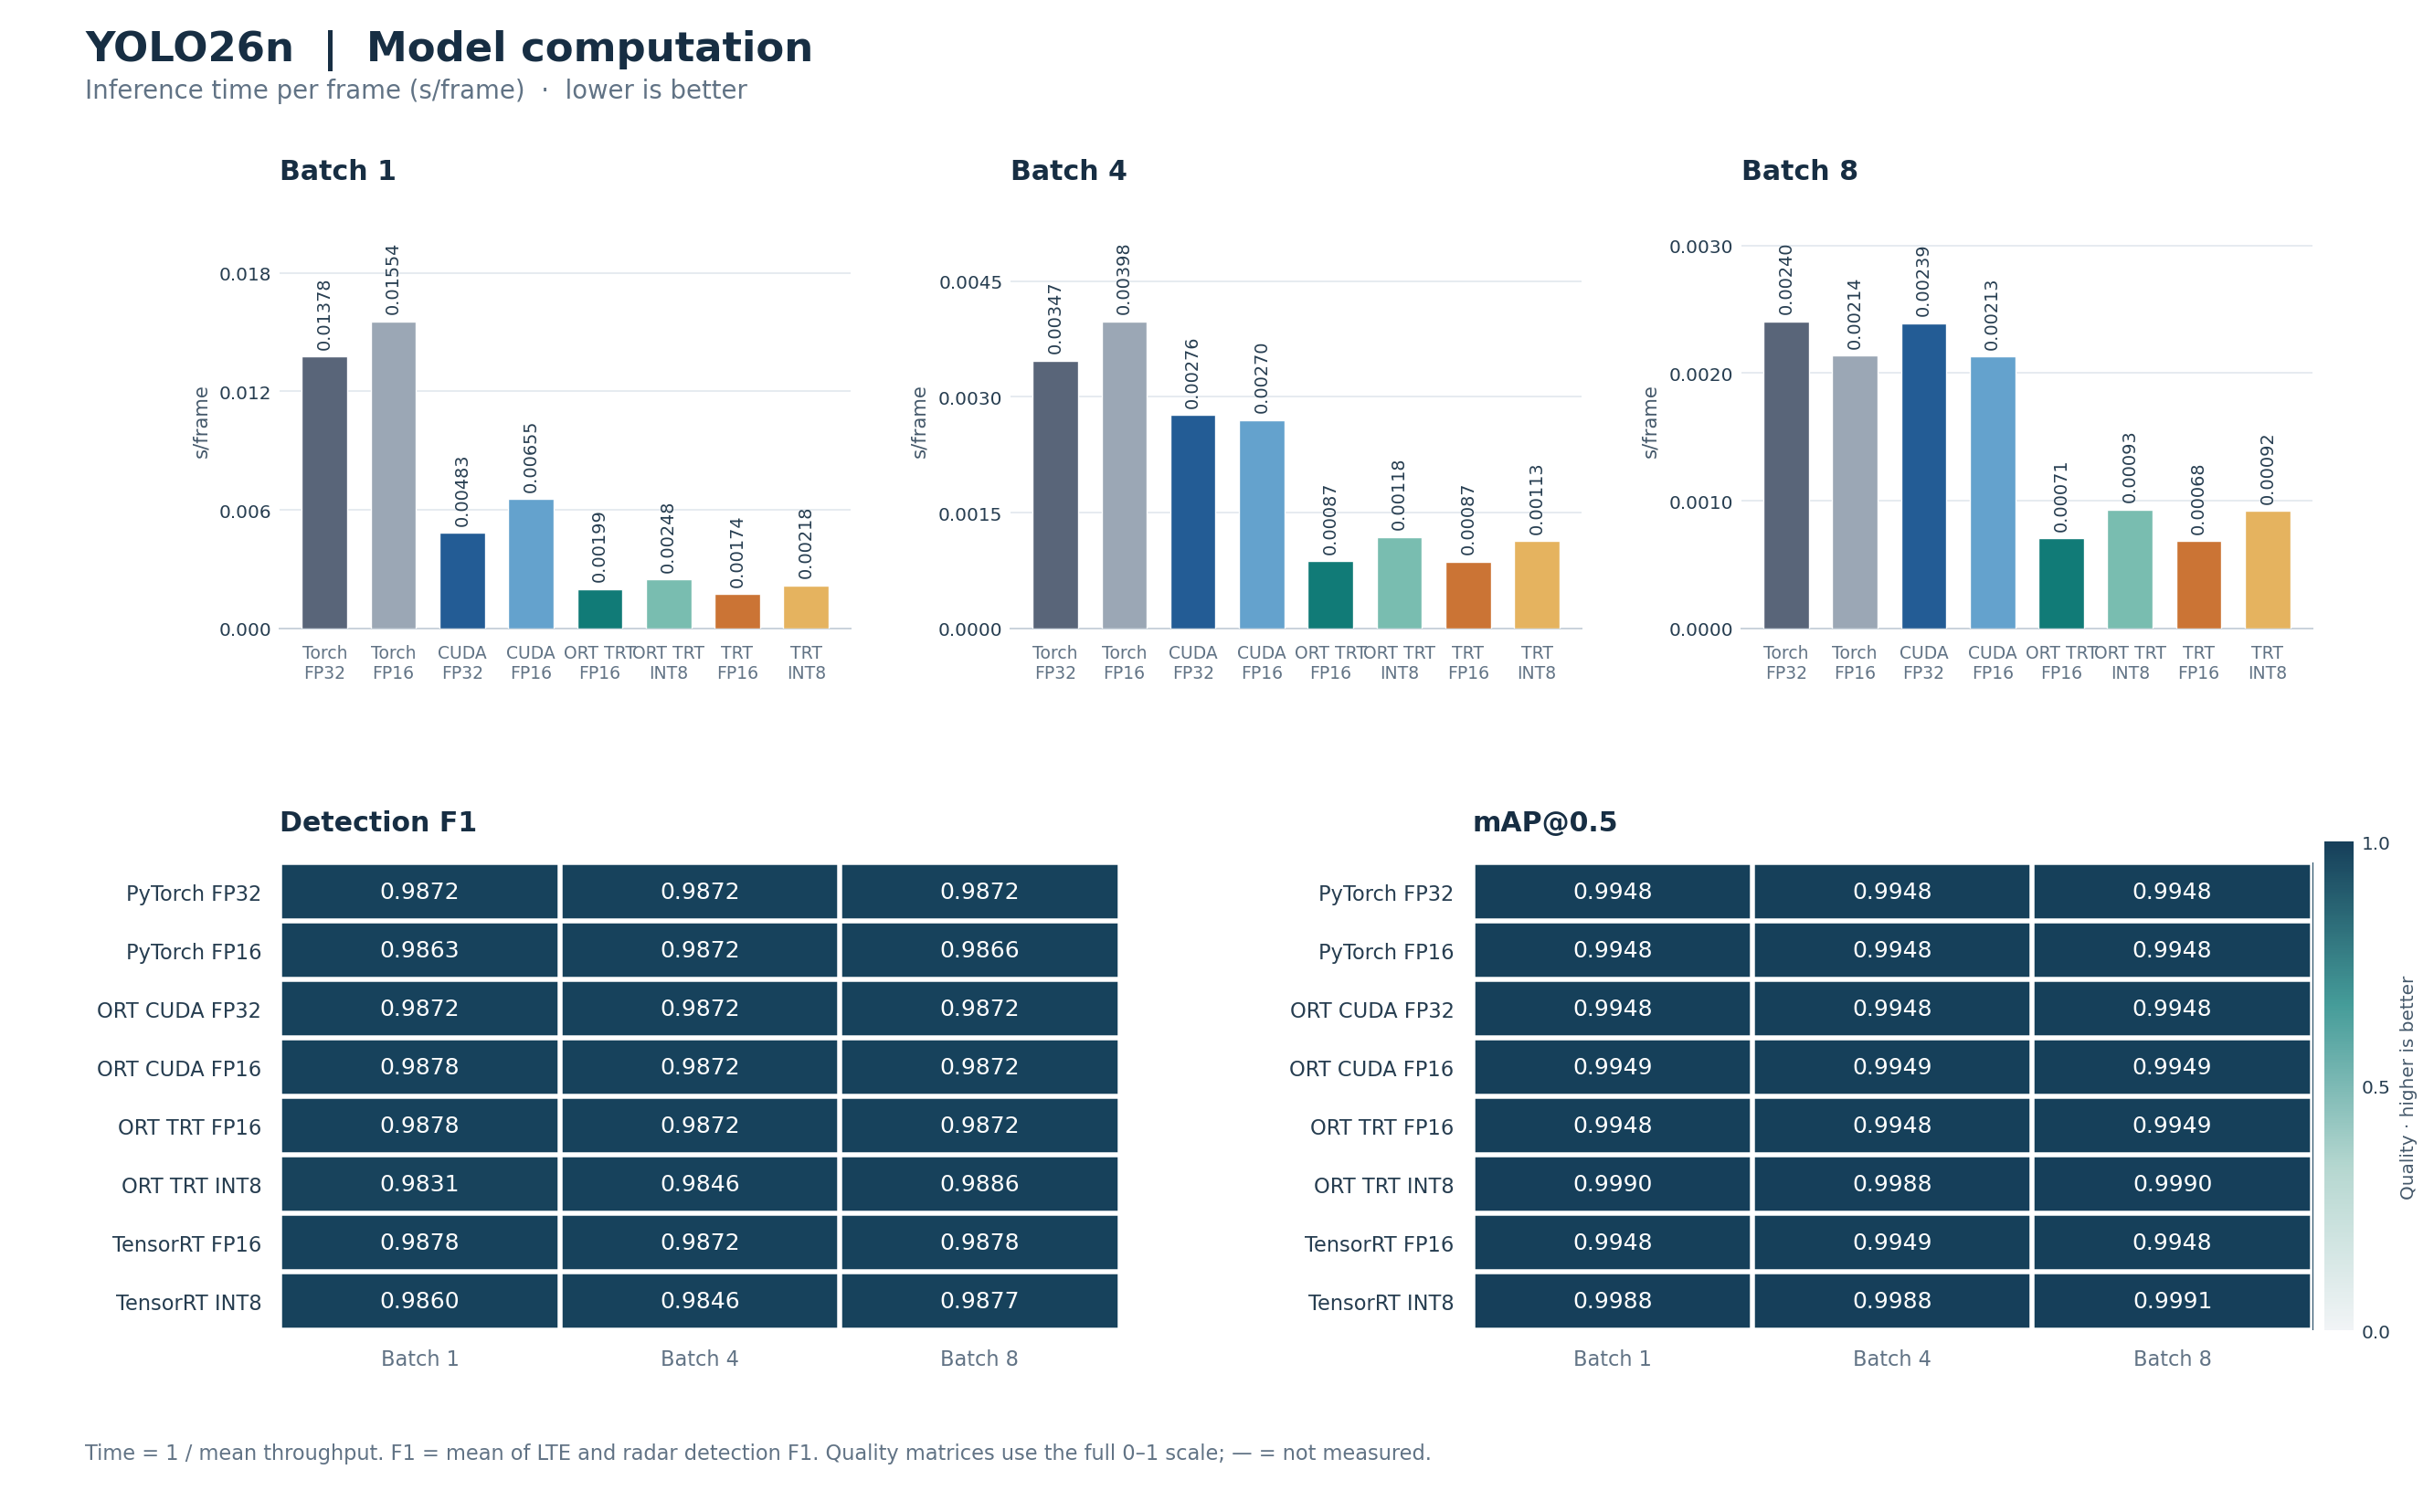 YOLO26n | Model computation
Inference time per frame (s/frame) · lower is better
Batch 1
s/frame
0.018
0.012
0.006
0.000
0.01378
0.01554
0.00483
0.00655
0.00199
0.00248
0.00174
0.00218
Torch FP32
Torch FP16
CUDA FP32
CUDA FP16
ORT TRT FP16
ORT TRT INT8
TRT FP16
TRT INT8
Batch 4
s/frame
0.0045
0.0030
0.0015
0.0000
0.00347
0.00398
0.00276
0.00270
0.00087
0.00118
0.00087
0.00113
Torch FP32
Torch FP16
CUDA FP32
CUDA FP16
ORT TRT FP16
ORT TRT INT8
TRT FP16
TRT INT8
Batch 8
s/frame
0.0030
0.0020
0.0010
0.0000
0.00240
0.00214
0.00239
0.00213
0.00071
0.00093
0.00068
0.00092
Torch FP32
Torch FP16
CUDA FP32
CUDA FP16
ORT TRT FP16
ORT TRT INT8
TRT FP16
TRT INT8
Detection F1
PyTorch FP32 0.9872 0.9872 0.9872
PyTorch FP16 0.9863 0.9872 0.9866
ORT CUDA FP32 0.9872 0.9872 0.9872
ORT CUDA FP16 0.9878 0.9872 0.9872
ORT TRT FP16 0.9878 0.9872 0.9872
ORT TRT INT8 0.9831 0.9846 0.9886
TensorRT FP16 0.9878 0.9872 0.9878
TensorRT INT8 0.9860 0.9846 0.9877
Batch 1 Batch 4 Batch 8
mAP@0.5
PyTorch FP32 0.9948 0.9948 0.9948
PyTorch FP16 0.9948 0.9948 0.9948
ORT CUDA FP32 0.9948 0.9948 0.9948
ORT CUDA FP16 0.9949 0.9949 0.9949
ORT TRT FP16 0.9948 0.9948 0.9949
ORT TRT INT8 0.9990 0.9988 0.9990
TensorRT FP16 0.9948 0.9949 0.9948
TensorRT INT8 0.9988 0.9988 0.9991
Batch 1 Batch 4 Batch 8
1.0
0.5
0.0
Quality · higher is better
Time = 1 / mean throughput. F1 = mean of LTE and radar detection F1. Quality matrices use the full 0–1 scale; — = not measured.